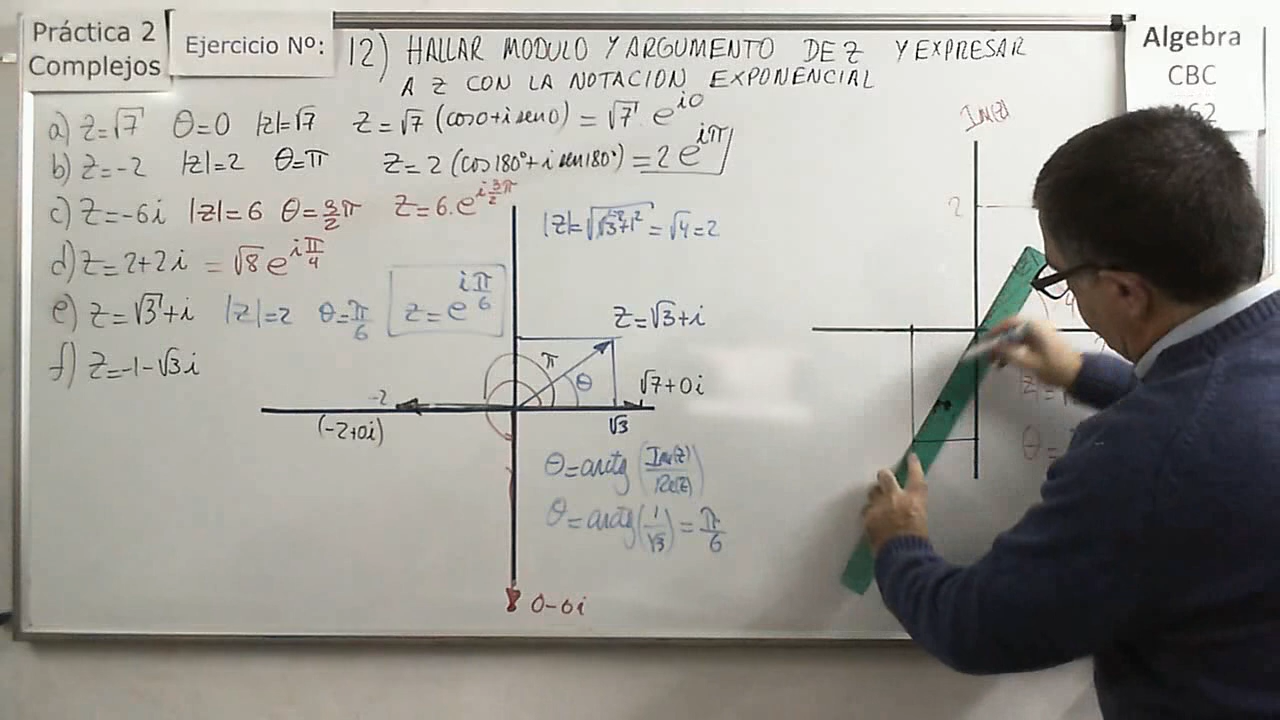 Práctica 2
Complejos
Ejercicio Nº:
12) HALLAR MODULO Y ARGUMENTO DE Z Y EXPRESAR
A Z CON LA NOTACION EXPONENCIAL
Algebra
CBC
62
a) Z=√7 θ=0 |z|=√7 Z=√7 (cos0+i sen0)=√7 . e^{i0}
b) Z=-2 |z|=2 θ=π Z=2 (cos180°+i sen180°)=2 e^{iπ}
c) Z=-6i |z|=6 θ=3/2 π Z=6.e^{i 3/2 π}
d) Z=2+2i =√8 e^{i π/4}
e) Z=√3+i |z|=2 θ=π/6 z=e^{i π/6}
f) Z=-1-√3i
|z|=√(√3²+1²)=√4=2
Z=√3+i
π
θ
√7+0i
-2
(-2+0i)
√3
θ=arctg(Im(z)/Re(z))
θ=arctg(1/√3)=π/6
0-6i
Im(z)
2
θ=